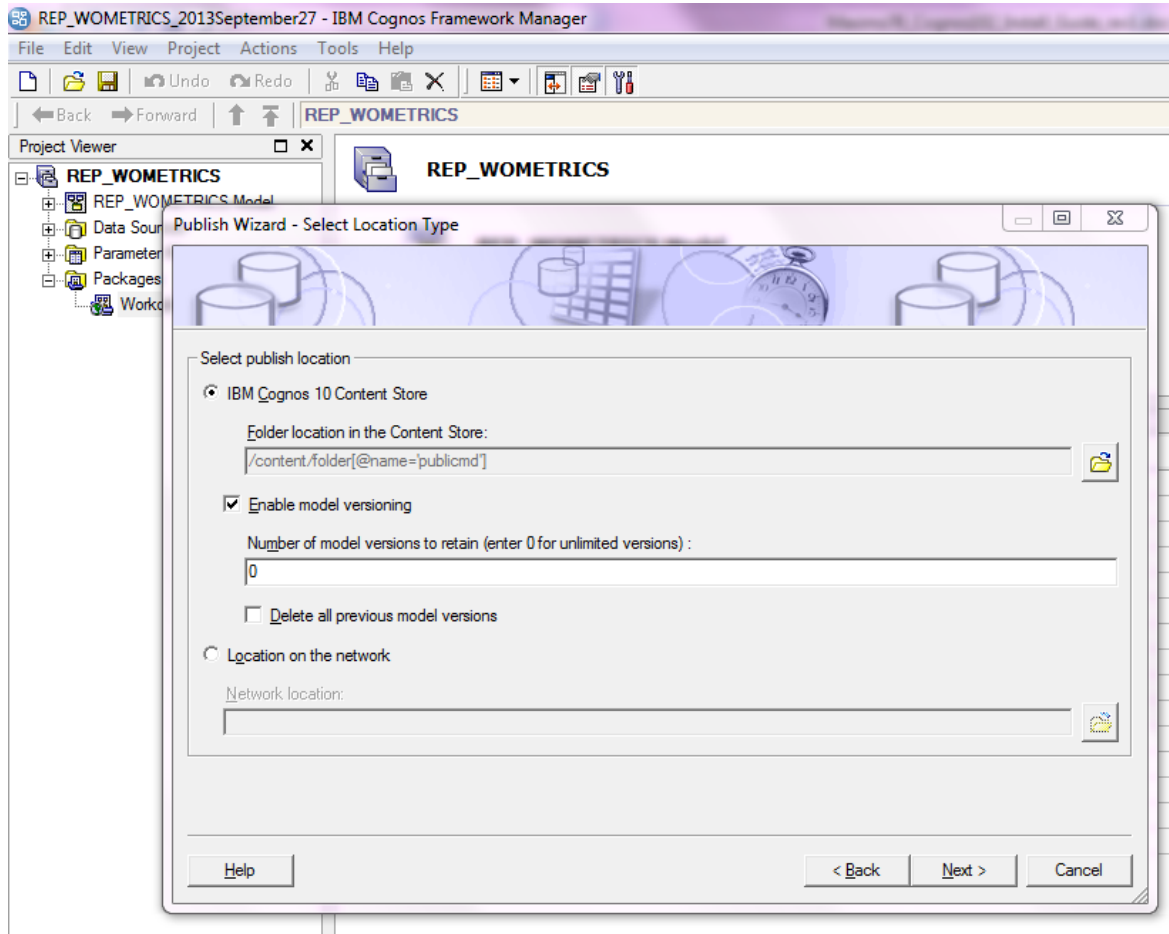 REP_WOMETRICS_2013September27 - IBM Cognos Framework Manager
File Edit View Project Actions Tools Help
Undo Redo
Back Forward REP_WOMETRICS
Project Viewer
REP_WOMETRICS
REP_WOMETRICS
REP_WOMETRICS Model
Data Sour
Parameter
Packages
Workc
Publish Wizard - Select Location Type
Select publish location
IBM Cognos 10 Content Store
Folder location in the Content Store:
/content/folder[@name='publicmd']
Enable model versioning
Number of model versions to retain (enter 0 for unlimited versions) :
0
Delete all previous model versions
Location on the network
Network location:
Help < Back Next > Cancel